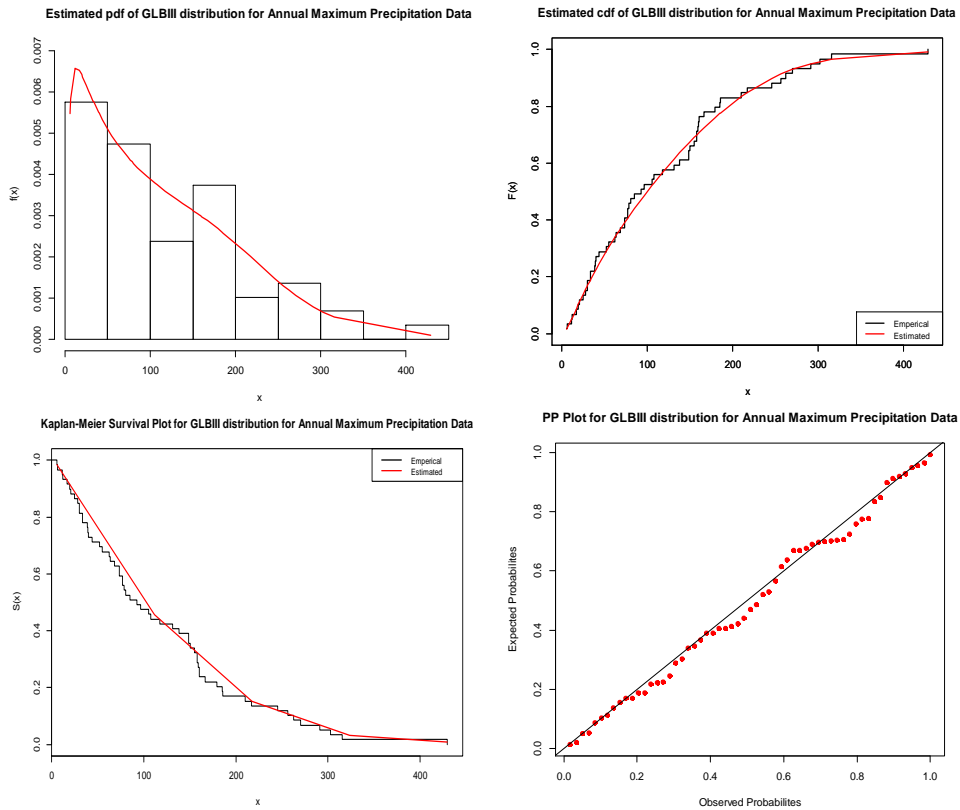 Estimated pdf of GLBIII distribution for Annual Maximum Precipitation Data
f(x)
0.007
0.006
0.005
0.004
0.003
0.002
0.001
0.000
0 100 200 300 400
x
Estimated cdf of GLBIII distribution for Annual Maximum Precipitation Data
F(x)
1.0
0.8
0.6
0.4
0.2
0.0
Emperical
Estimated
0 100 200 300 400
x
Kaplan-Meier Survival Plot for GLBIII distribution for Annual Maximum Precipitation Data
Emperical
Estimated
S(x)
1.0
0.8
0.6
0.4
0.2
0.0
0 100 200 300 400
x
PP Plot for GLBIII distribution for Annual Maximum Precipitation Data
Expected Probabilites
1.0
0.8
0.6
0.4
0.2
0.0
0.0 0.2 0.4 0.6 0.8 1.0
Observed Probabilites